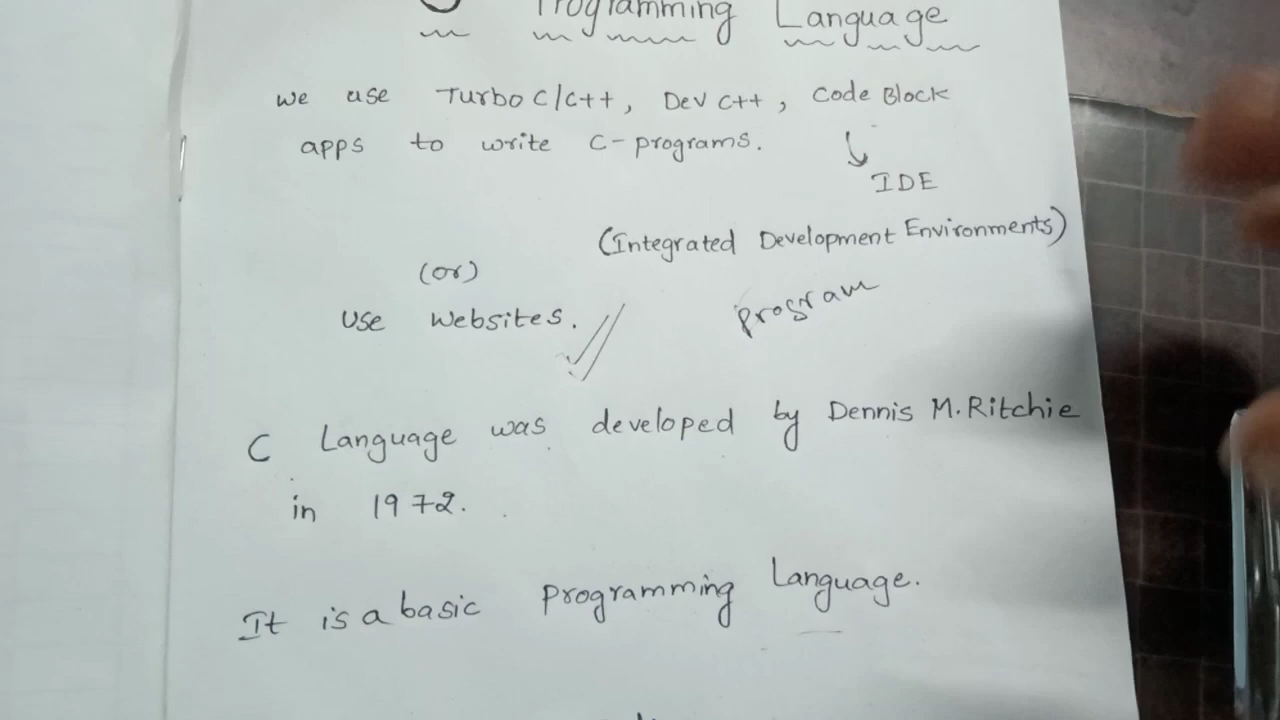 Programming Language
we use Turbo C/C++, Dev C++, Code Block
apps to write C-programs.
IDE
(Integrated Development Environments)
(or)
use websites.
program
C Language was developed by Dennis M. Ritchie
in 1972.
It is a basic programming Language.